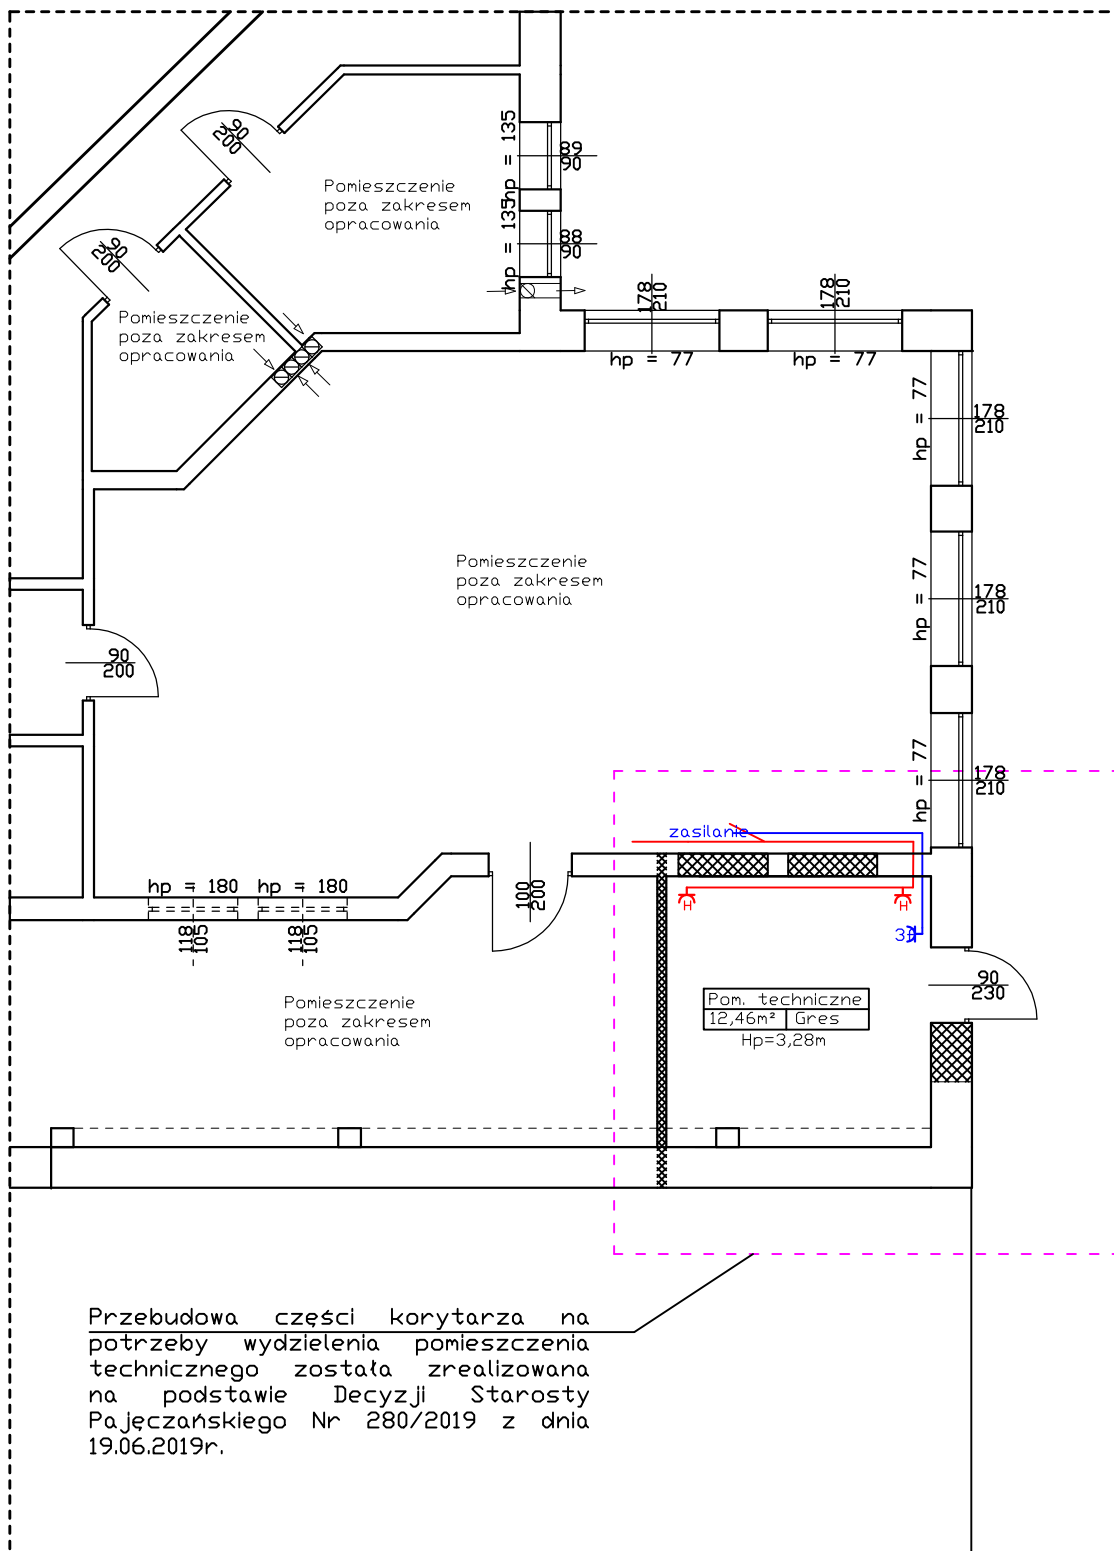 90
200
135
hp =
89
90
Pomieszczenie
poza zakresem
opracowania
135
hp =
88
90
90
200
178
210
178
210
Pomieszczenie
poza zakresem
opracowania
hp = 77
hp = 77
hp = 77
178
210
Pomieszczenie
poza zakresem
opracowania
hp = 77
178
210
90
200
hp = 77
178
210
zasilanie
hp = 180
hp = 180
100
200
H
H
118
105
118
105
90
230
Pomieszczenie
poza zakresem
opracowania
Pom. techniczne
12,46m² Gres
Hp=3,28m
Przebudowa części korytarza na
potrzeby wydzielenia pomieszczenia
technicznego została zrealizowana
na podstawie Decyzji Starosty
Pajęczańskiego Nr 280/2019 z dnia
19.06.2019r.